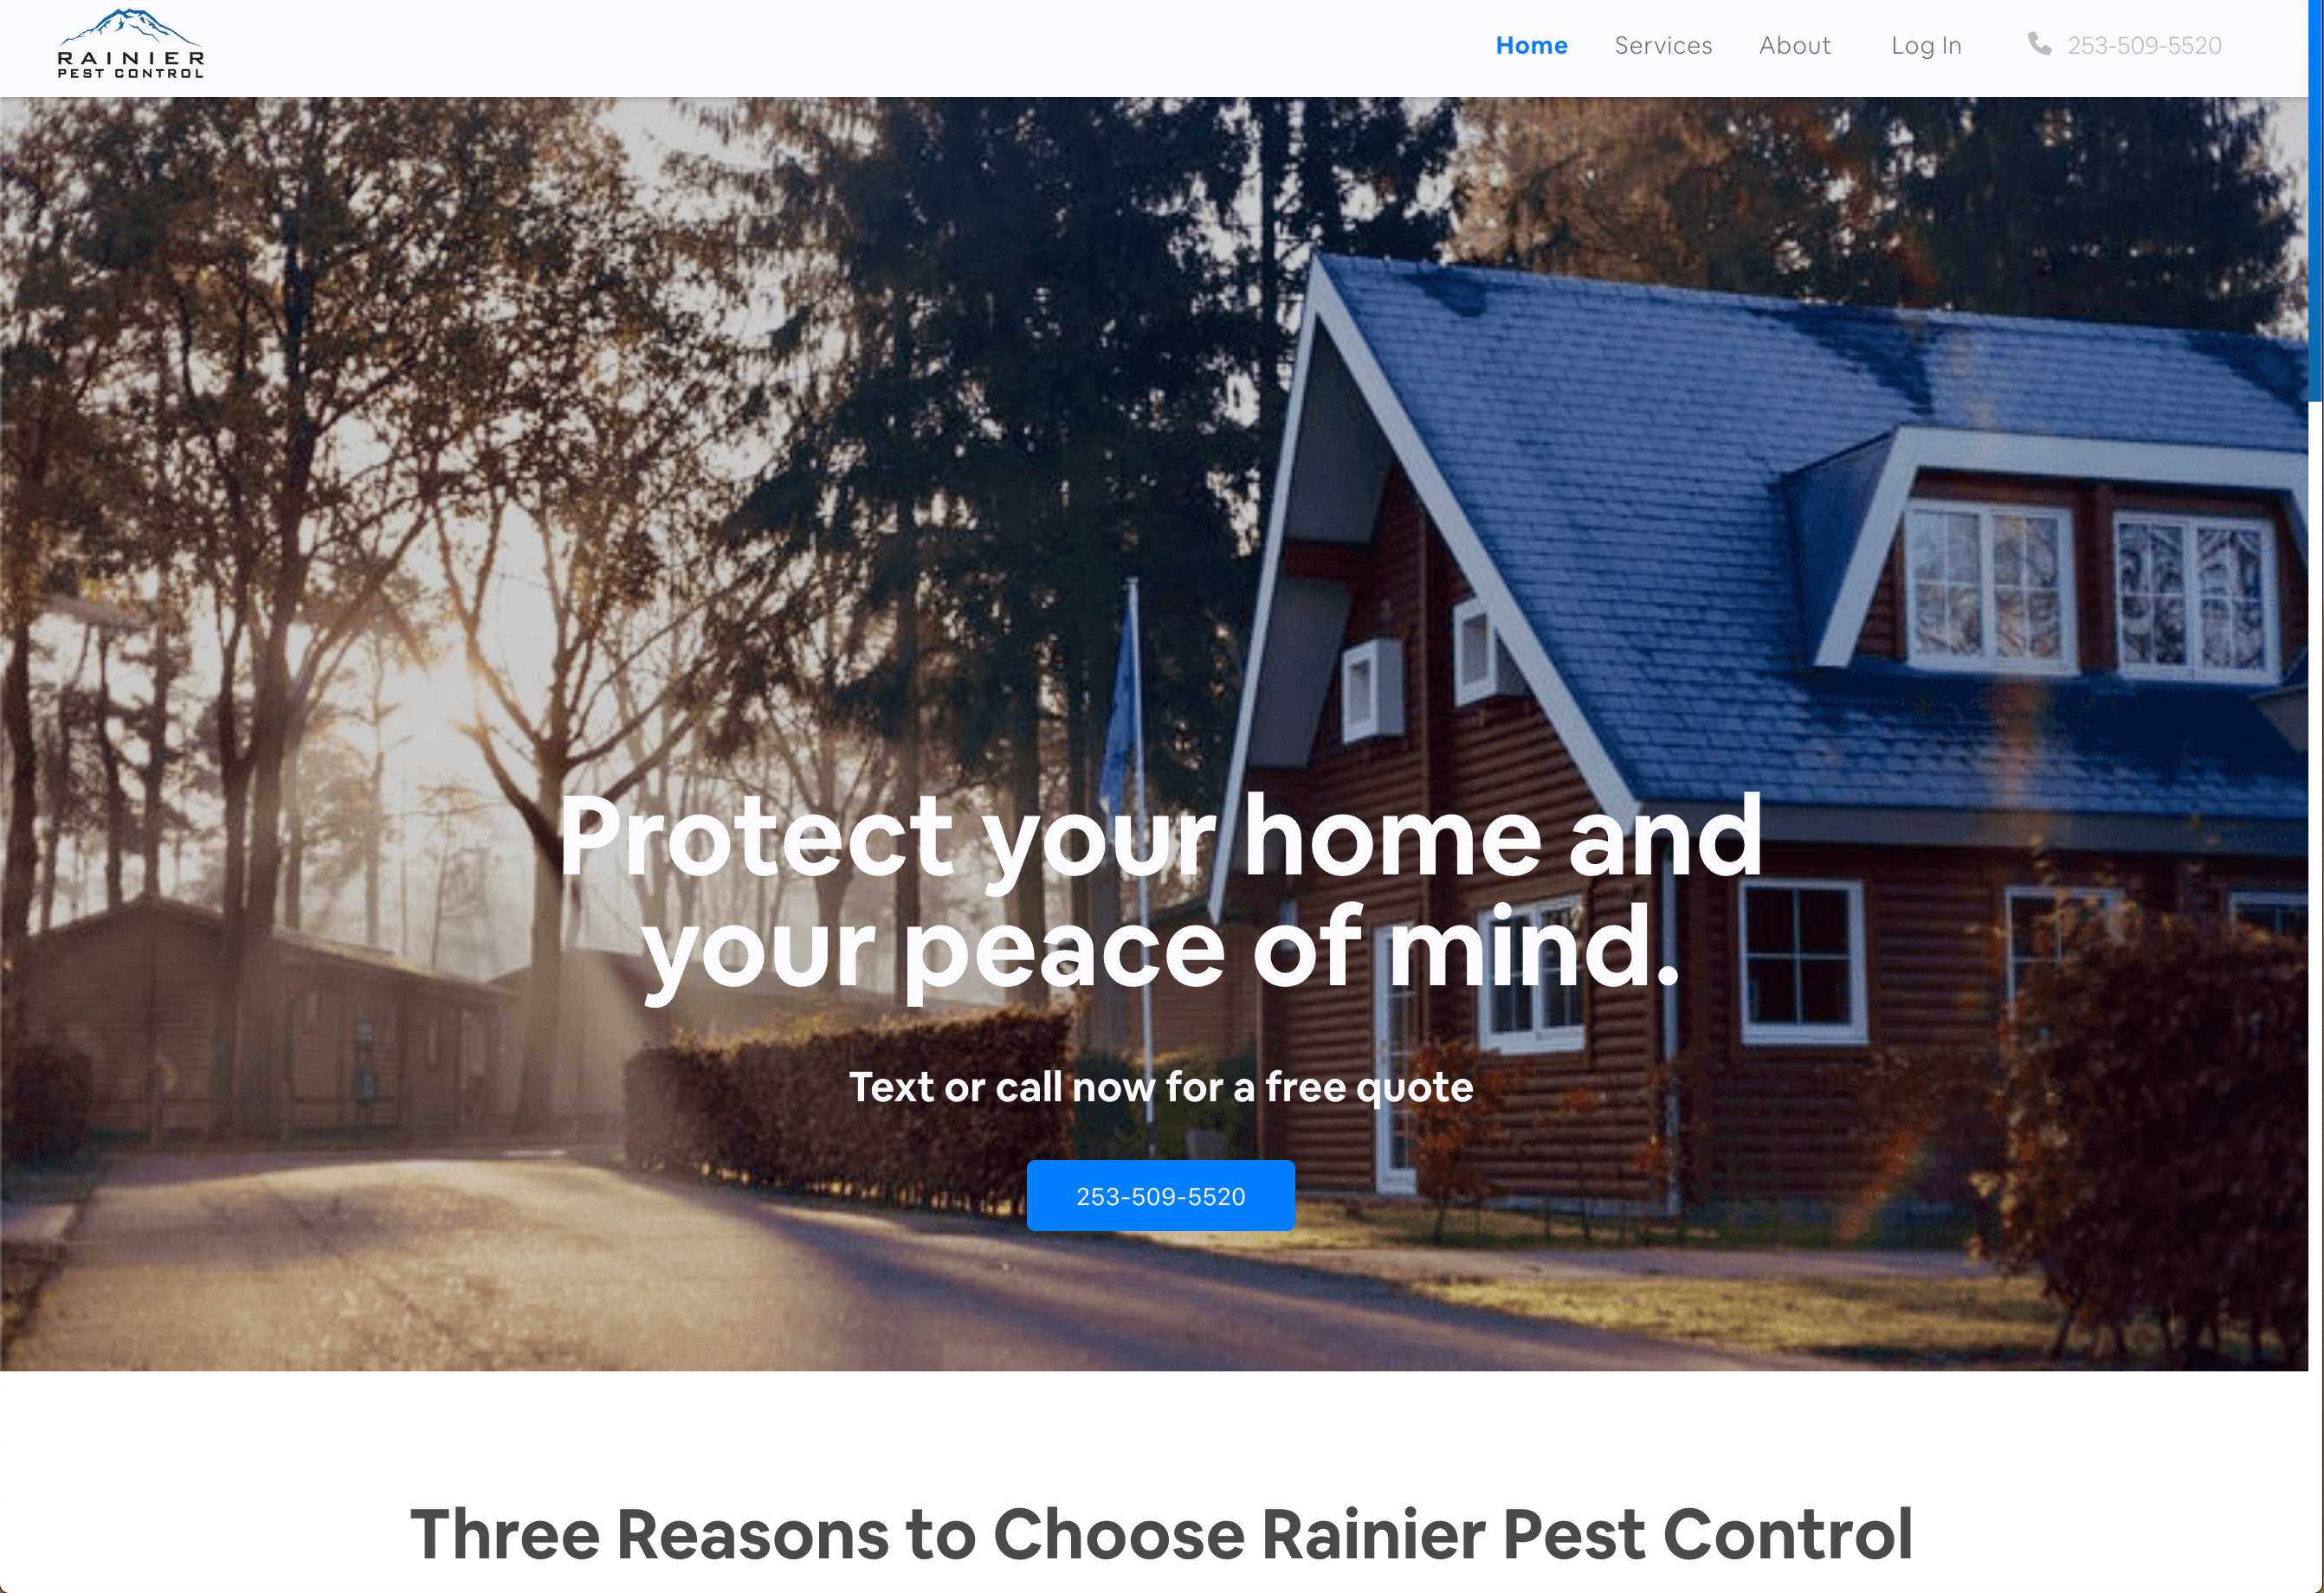 RAINIER
PEST CONTROL
Home Services About Log In 253-509-5520
Protect your home and
your peace of mind.
Text or call now for a free quote
253-509-5520
Three Reasons to Choose Rainier Pest Control